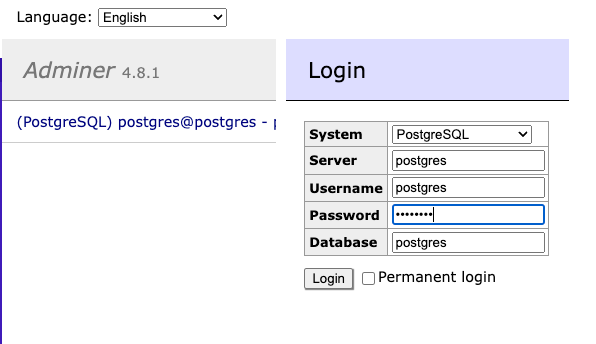 Language: English
Adminer 4.8.1
Login
(PostgreSQL) postgres@postgres -
System PostgreSQL
Server postgres
Username postgres
Password ••••••••
Database postgres
Login Permanent login